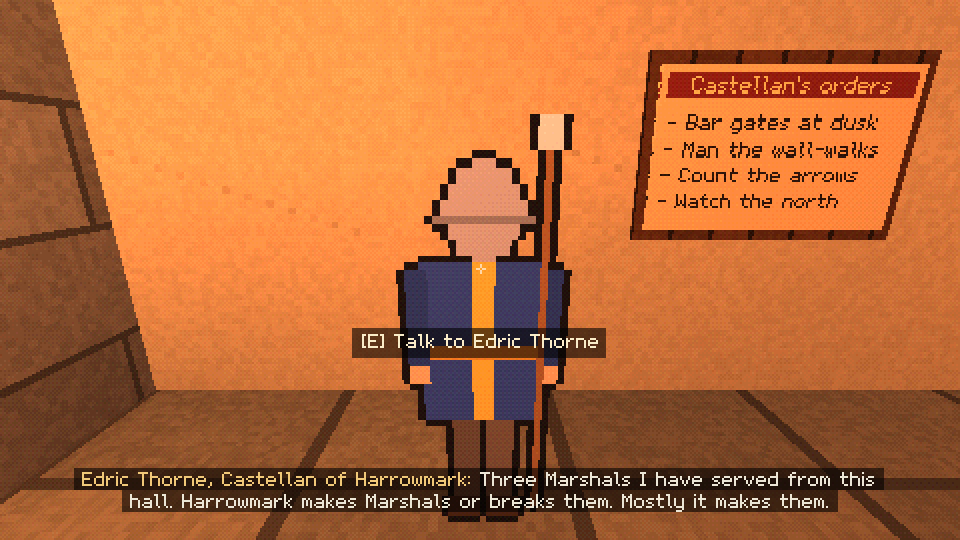 Castellan's orders
- Bar gates at dusk
- Man the wall-walks
- Count the arrows
- Watch the north
[E] Talk to Edric Thorne
Edric Thorne, Castellan of Harrowmark: Three Marshals I have served from this
hall. Harrowmark makes Marshals or breaks them. Mostly it makes them.